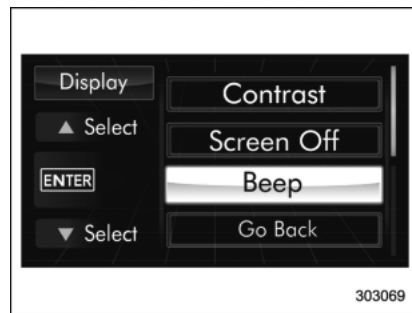 Display
▲ Select
ENTER
▼ Select
Contrast
Screen Off
Beep
Go Back
303069